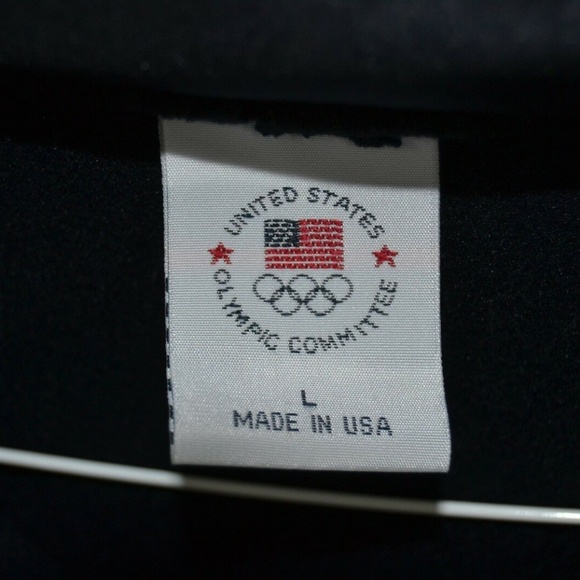 UNITED STATES
OLYMPIC COMMITTEE
L
MADE IN USA